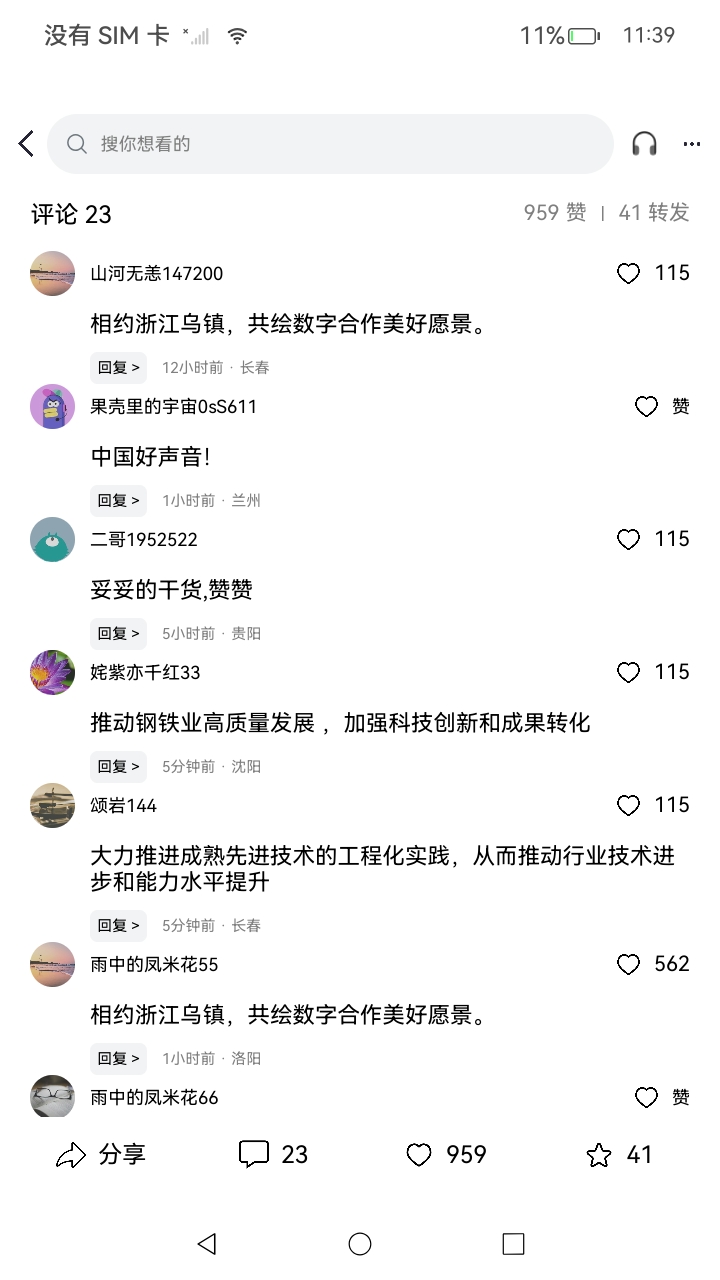 没有 SIM 卡
11%
11:39
搜你想看的
评论 23
959 赞 | 41 转发
山河无恙147200
115
相约浙江乌镇，共绘数字合作美好愿景。
回复 >
12小时前 · 长春
果壳里的宇宙0sS611
赞
中国好声音！
回复 >
1小时前 · 兰州
二哥1952522
115
妥妥的干货,赞赞
回复 >
5小时前 · 贵阳
姹紫亦千红33
115
推动钢铁业高质量发展 ，加强科技创新和成果转化
回复 >
5分钟前 · 沈阳
颂岩144
115
大力推进成熟先进技术的工程化实践，从而推动行业技术进
步和能力水平提升
回复 >
5分钟前 · 长春
雨中的凤米花55
562
相约浙江乌镇，共绘数字合作美好愿景。
回复 >
1小时前 · 洛阳
雨中的凤米花66
赞
分享
23
959
41